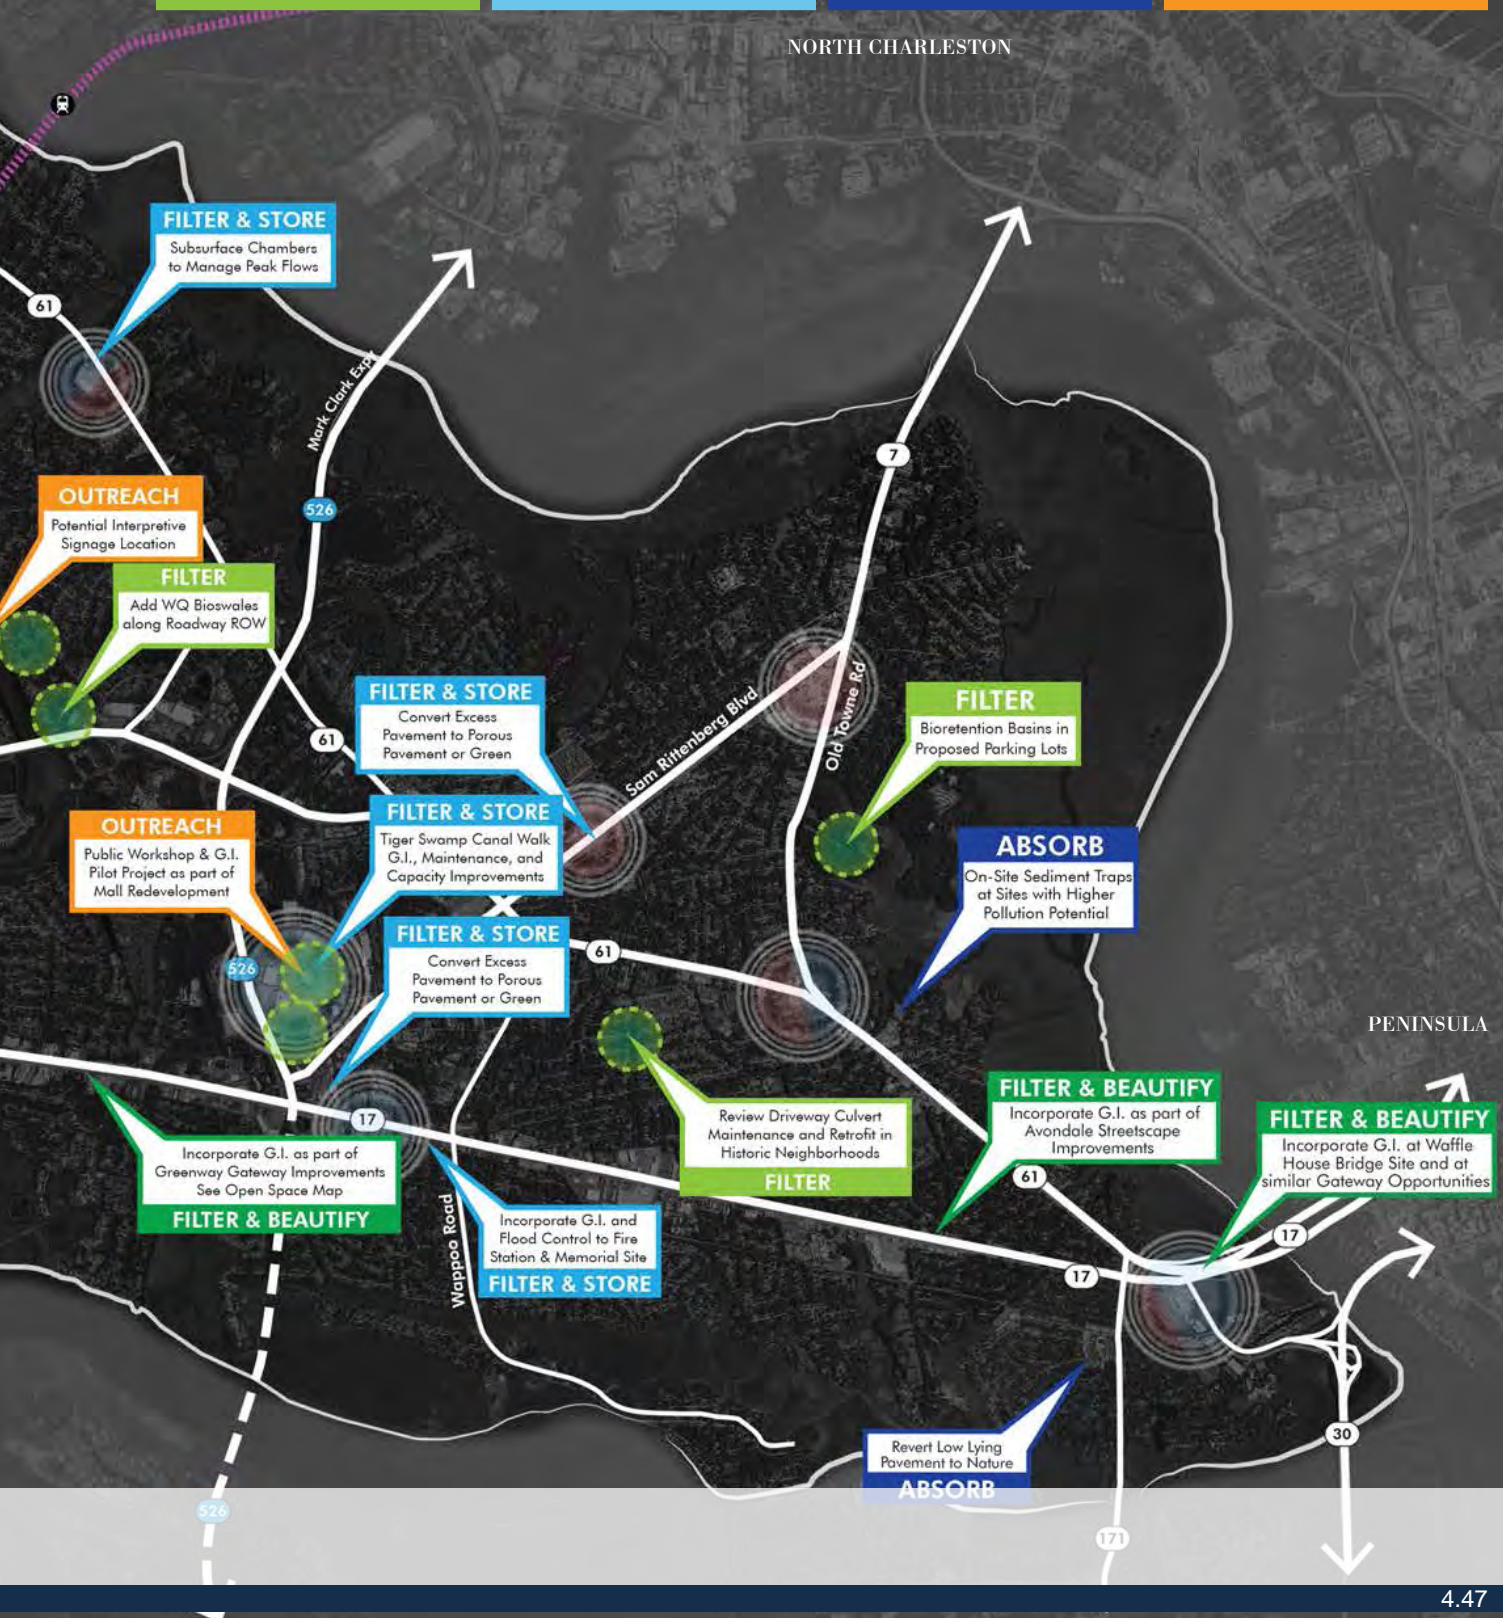 NORTH CHARLESTON
FILTER & STORE
Subsurface Chambers
to Manage Peak Flows
61
Mark Clark Expy
7
OUTREACH
Potential Interpretive
Signage Location
526
FILTER
Add WQ Bioswales
along Roadway ROW
FILTER & STORE
Convert Excess
Pavement to Porous
Pavement or Green
61
Sam Rittenberg Blvd
Old Towne Rd
FILTER
Bioretention Basins in
Proposed Parking Lots
OUTREACH
Public Workshop & G.I.
Pilot Project as part of
Mall Redevelopment
FILTER & STORE
Tiger Swamp Canal Walk
G.I., Maintenance, and
Capacity Improvements
ABSORB
On-Site Sediment Traps
at Sites with Higher
Pollution Potential
FILTER & STORE
Convert Excess
Pavement to Porous
Pavement or Green
61
526
PENINSULA
17
FILTER & BEAUTIFY
Incorporate G.I. as part of
Avondale Streetscape
Improvements
FILTER & BEAUTIFY
Incorporate G.I. at Waffle
House Bridge Site and at
similar Gateway Opportunities
Review Driveway Culvert
Maintenance and Retrofit in
Historic Neighborhoods
FILTER
Incorporate G.I. as part of
Greenway Gateway Improvements
See Open Space Map
FILTER & BEAUTIFY
61
Wappoo Road
Incorporate G.I. and
Flood Control to Fire
Station & Memorial Site
FILTER & STORE
17
17
30
Revert Low Lying
Pavement to Nature
ABSORB
526
171
4.47